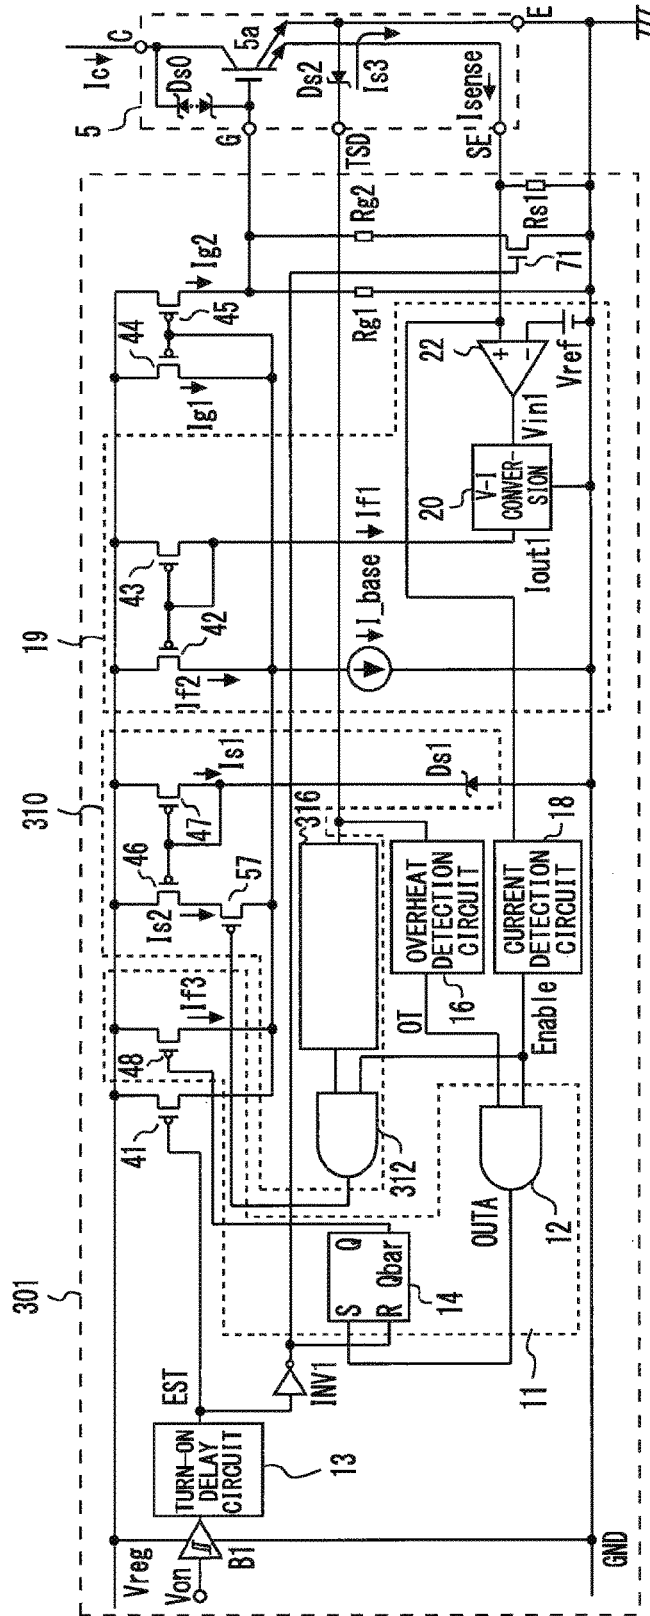 301
310
19
5
Vreg
Von
B1
TURN-ON
DELAY
CIRCUIT
13
EST
INV1
11
41
48
If3
S
R
Q
Qbar
14
OUTA
12
312
316
46
Is2
57
47
Is1
Ds1
OT
16
OVERHEAT
DETECTION
CIRCUIT
Enable
CURRENT
DETECTION
CIRCUIT
18
If2
42
43
If1
I_base
Iout1
20
V-I
CONVER-
SION
Vin1
22
+
−
Vref
44
Ig1
45
Ig2
Rg1
Rg2
71
Rs1
G
TSD
SE
Ic
C
Ds0
5a
Ds2
Is3
Isense
E
GND